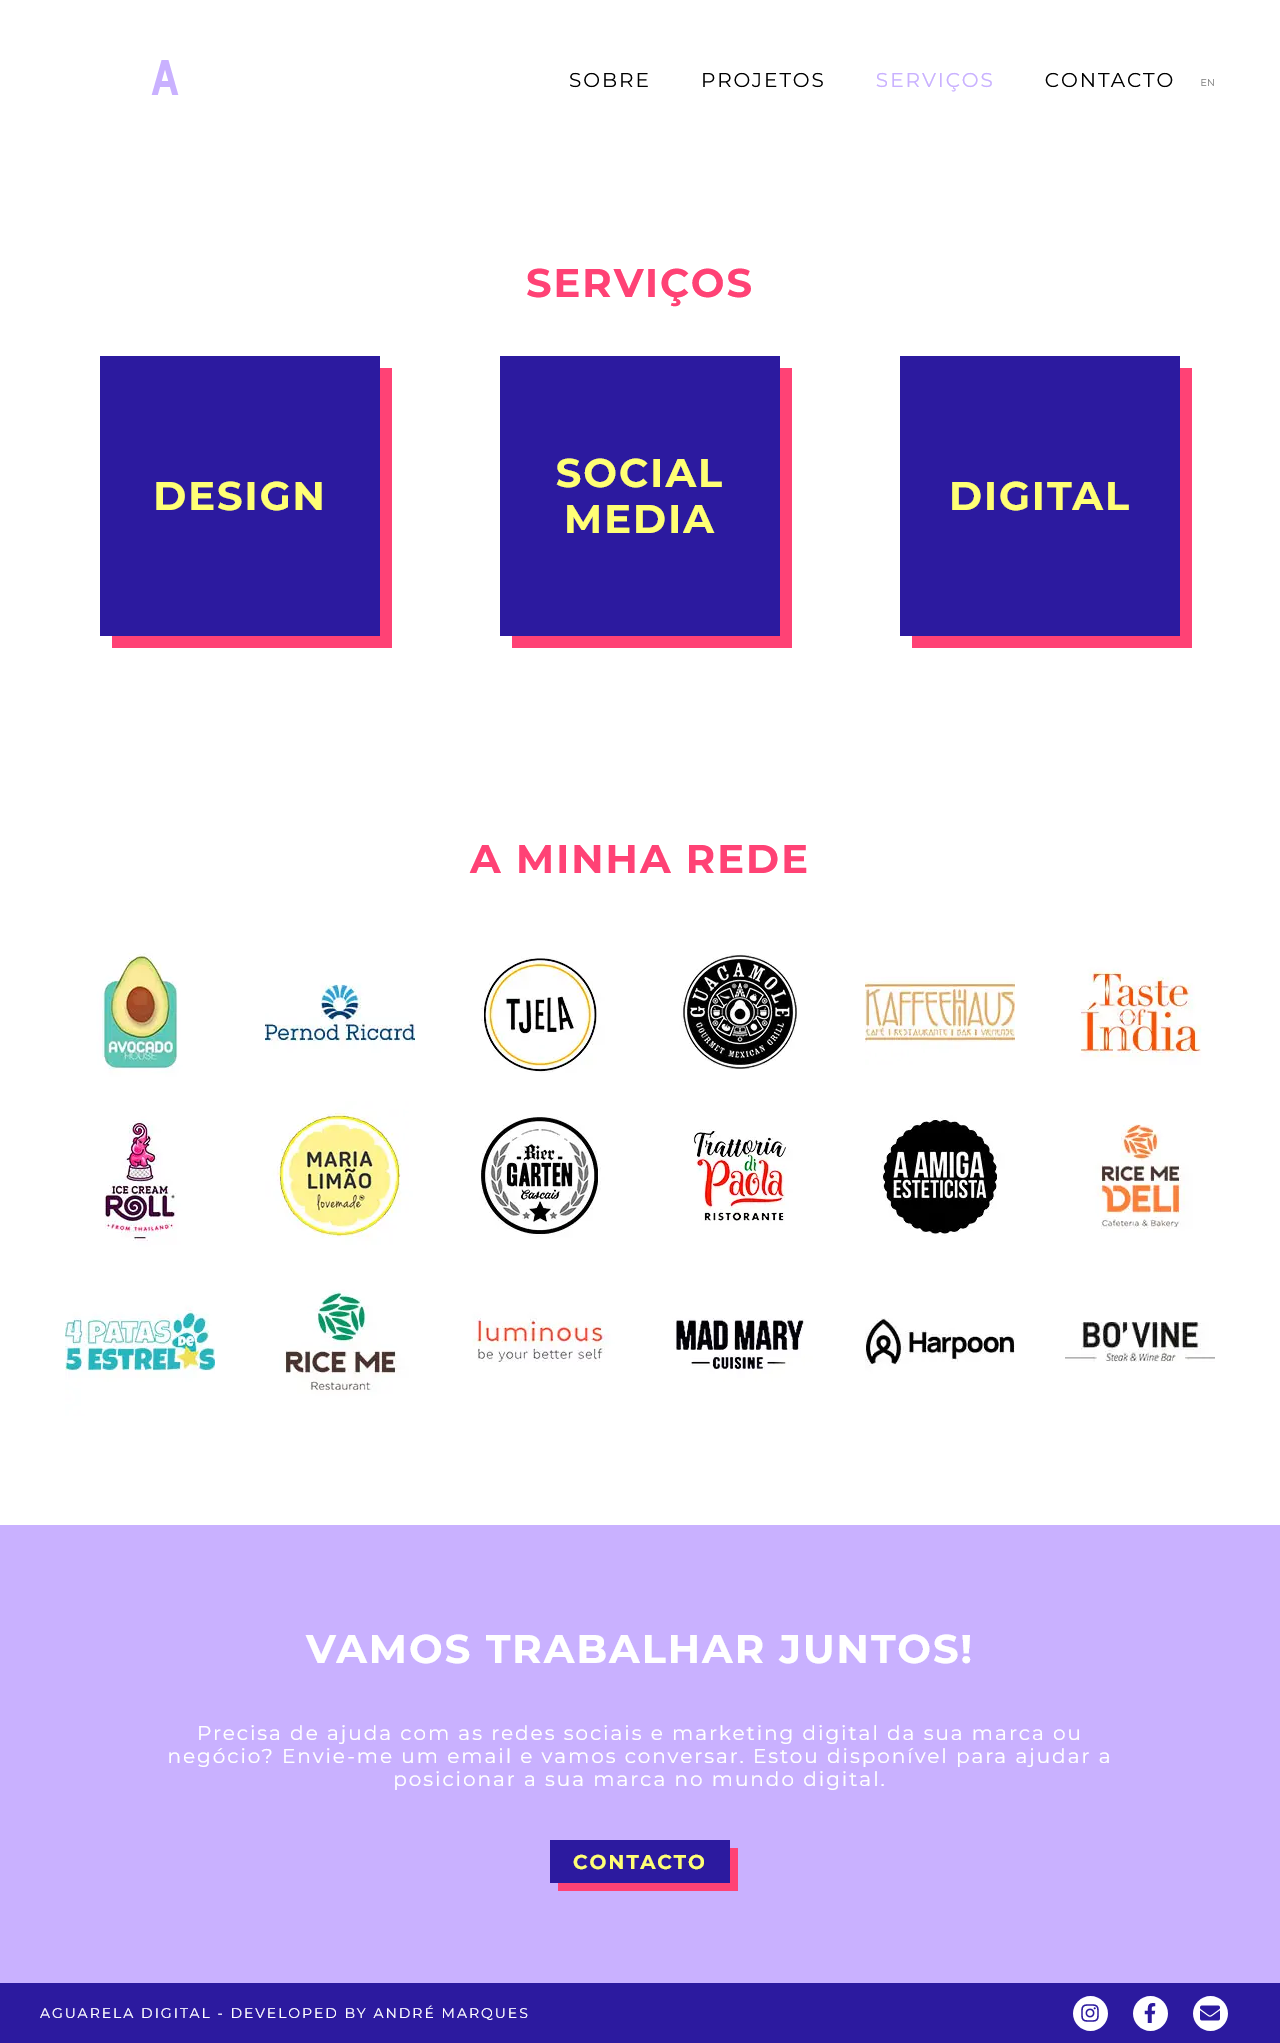 A
SOBRE PROJETOS SERVIÇOS CONTACTO EN
SERVIÇOS
DESIGN
SOCIAL
MEDIA
DIGITAL
A MINHA REDE
AVOCADO
HOUSE
Pernod Ricard
TJELA
GUACAMOLE
GOURMET MEXICAN GRILL
KAFFEEHAUS
CAFÉ | RESTAURANTE | BAR | VIENENSE
Taste
Of
Índia
ICE CREAM
ROLL
• FROM THAILAND •
MARIA
LIMÃO
lovemade
Bier
GARTEN
Cascais
Trattoria
di
Paola
RISTORANTE
A AMIGA
ESTETICISTA
RICE ME
DELI
Cafeteria & Bakery
4 PATAS
DE
5 ESTRELAS
RICE ME
Restaurant
luminous
be your better self
MAD MARY
CUISINE
Harpoon
BO'VINE
Steak & Wine Bar
VAMOS TRABALHAR JUNTOS!
Precisa de ajuda com as redes sociais e marketing digital da sua marca ou
negócio? Envie-me um email e vamos conversar. Estou disponível para ajudar a
posicionar a sua marca no mundo digital.
CONTACTO
AGUARELA DIGITAL - DEVELOPED BY ANDRÉ MARQUES